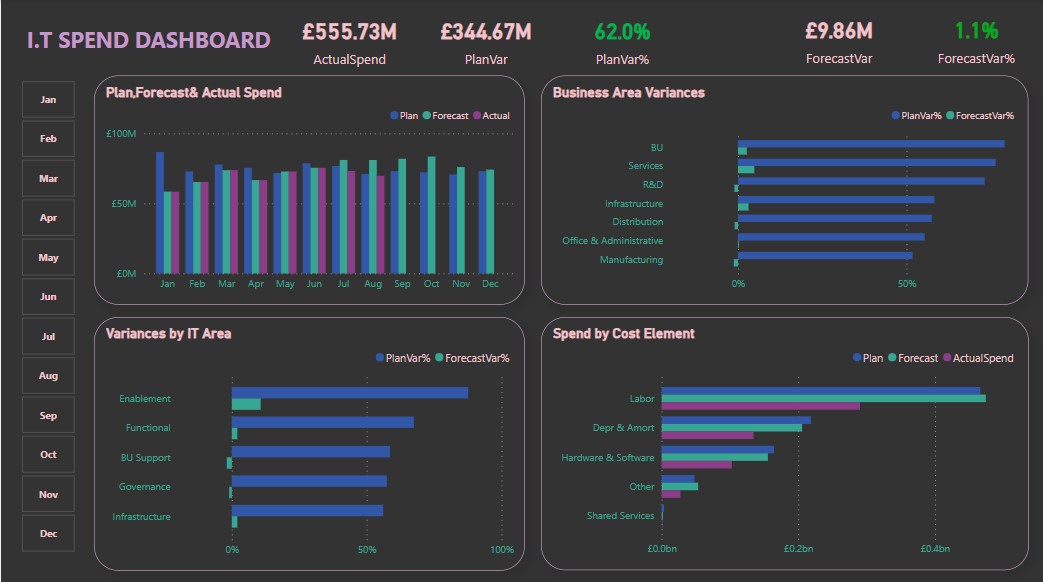 I.T SPEND DASHBOARD
£555.73M
ActualSpend
£344.67M
PlanVar
62.0%
PlanVar%
£9.86M
ForecastVar
1.1%
ForecastVar%
Jan
Feb
Mar
Apr
May
Jun
Jul
Aug
Sep
Oct
Nov
Dec
Plan,Forecast& Actual Spend
Plan Forecast Actual
£100M
£50M
£0M
Jan Feb Mar Apr May Jun Jul Aug Sep Oct Nov Dec
Business Area Variances
PlanVar% ForecastVar%
BU
Services
R&D
Infrastructure
Distribution
Office & Administrative
Manufacturing
0% 50%
Variances by IT Area
PlanVar% ForecastVar%
Enablement
Functional
BU Support
Governance
Infrastructure
0% 50% 100%
Spend by Cost Element
Plan Forecast ActualSpend
Labor
Depr & Amort
Hardware & Software
Other
Shared Services
£0.0bn £0.2bn £0.4bn